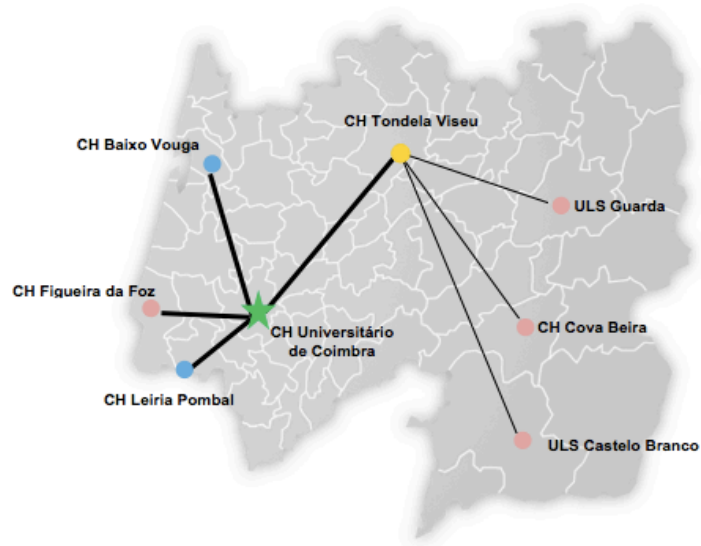 CH Tondela Viseu
CH Baixo Vouga
ULS Guarda
CH Figueira da Foz
CH Universitário
de Coimbra
CH Cova Beira
CH Leiria Pombal
ULS Castelo Branco